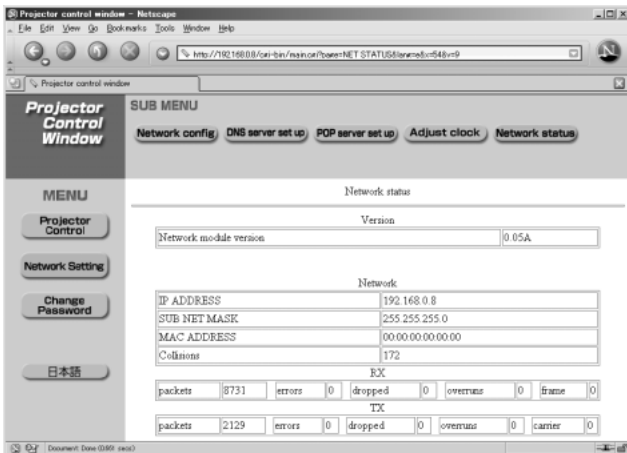 Projector control window - Netscape
File Edit View Go Bookmarks Tools Window Help
Projector control window
Projector
Control
Window
SUB MENU
Network config. DNS server set up POP server set up Adjust clock Network status
MENU
Projector
Control
Network Setting
Change
Password
日本語
Network status
Version
Network module version 0.05A
Network
IP ADDRESS 192.168.0.8
SUB NET MASK 255.255.255.0
MAC ADDRESS 00:00:00:00:00:00
Collisions 172
RX
packets 8731 errors 0 dropped 0 overruns 0 frame 0
TX
packets 2129 errors 0 dropped 0 overruns 0 carrier 0
Document: Done